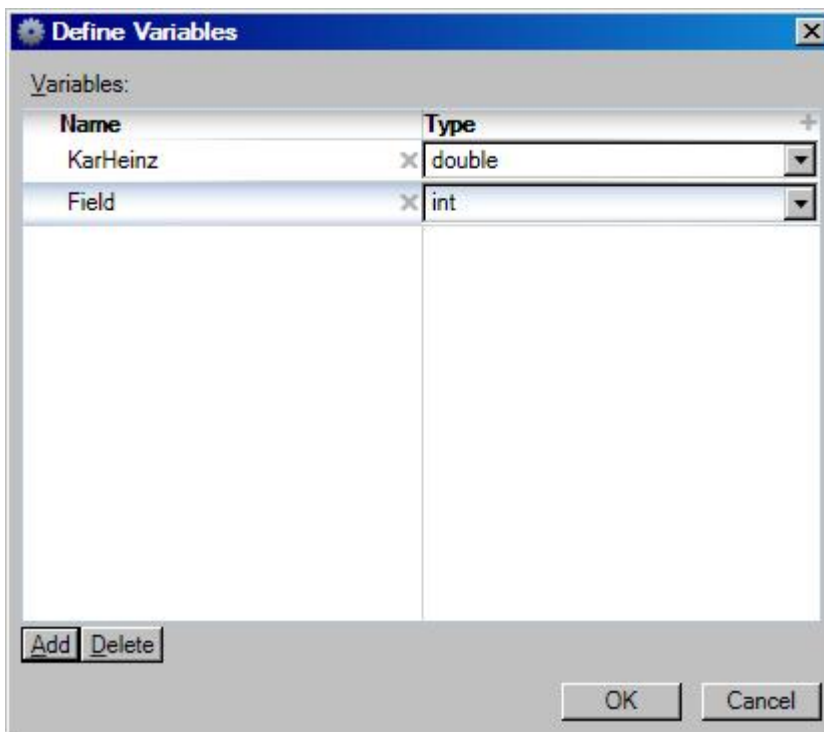 Define Variables
Variables:
Name Type
KarHeinz double
Field int
Add Delete
OK Cancel